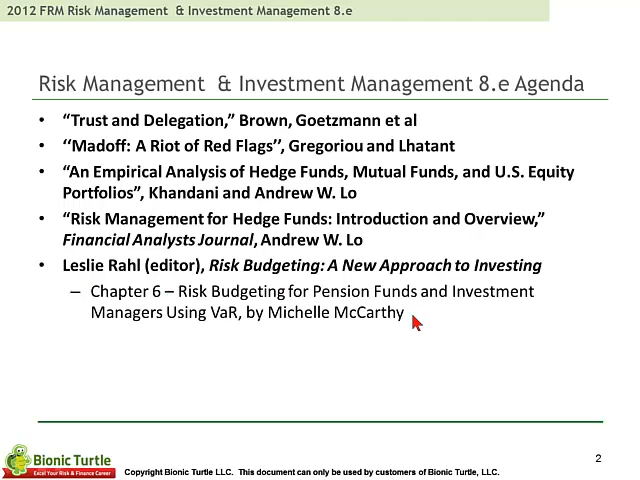 2012 FRM Risk Management & Investment Management 8.e
Risk Management & Investment Management 8.e Agenda
• “Trust and Delegation,” Brown, Goetzmann et al
• ‘‘Madoff: A Riot of Red Flags’’, Gregoriou and Lhatant
• “An Empirical Analysis of Hedge Funds, Mutual Funds, and U.S. Equity
Portfolios”, Khandani and Andrew W. Lo
• “Risk Management for Hedge Funds: Introduction and Overview,”
Financial Analysts Journal, Andrew W. Lo
• Leslie Rahl (editor), Risk Budgeting: A New Approach to Investing
– Chapter 6 – Risk Budgeting for Pension Funds and Investment
Managers Using VaR, by Michelle McCarthy
2
Bionic Turtle
Excel Your Risk & Finance Career
Copyright Bionic Turtle LLC. This document can only be used by customers of Bionic Turtle, LLC.